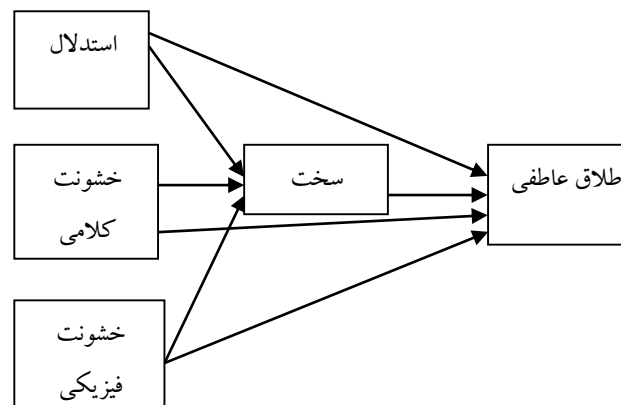 استدلال
خشونت
کلامی
سخت
طلاق عاطفی
خشونت
فیزیکی